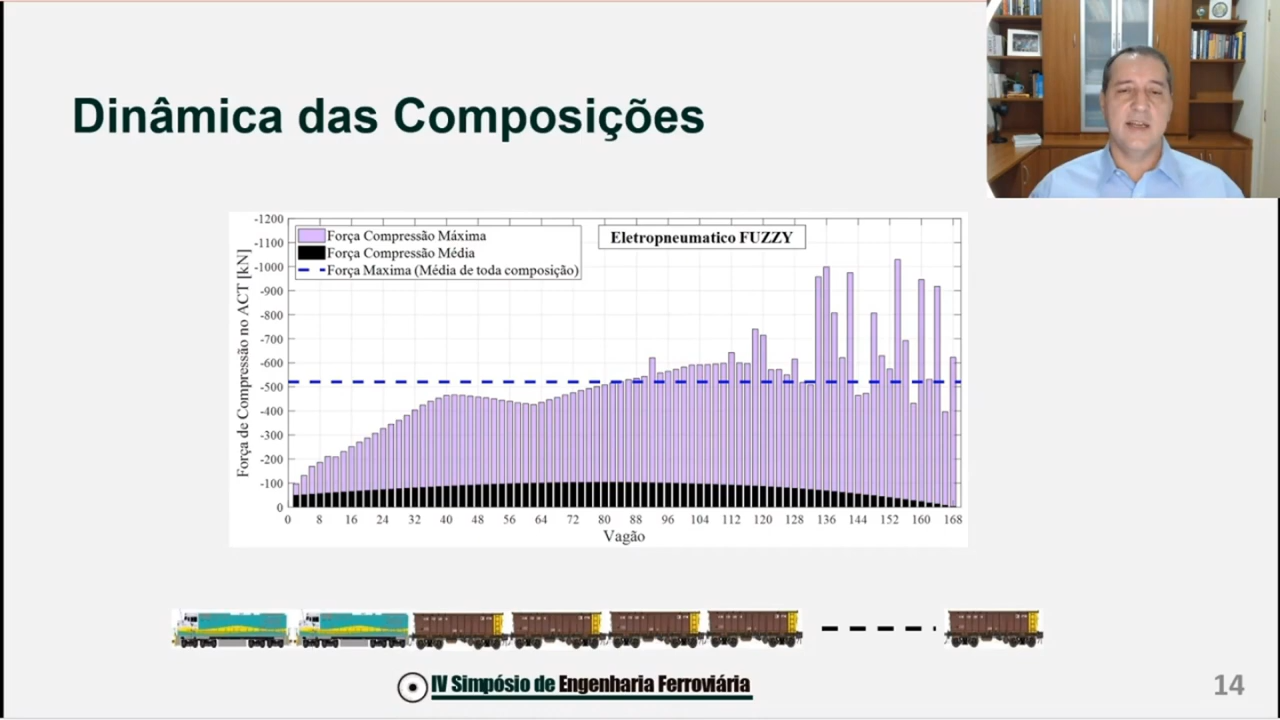 Dinâmica das Composições
Eletropneumatico FUZZY
Força Compressão Máxima
Força Compressão Média
Força Maxima (Média de toda composição)
Força de Compressão no ACT [kN]
-1200
-1100
-1000
-900
-800
-700
-600
-500
-400
-300
-200
-100
0
0 8 16 24 32 40 48 56 64 72 80 88 96 104 112 120 128 136 144 152 160 168
Vagão
IV Simpósio de Engenharia Ferroviária
14